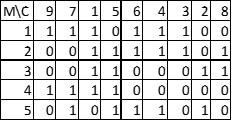 M\C 9 7 1 5 6 4 3 2 8
1 1 1 1 0 1 1 1 0 0
2 0 0 1 1 1 1 1 0 1
3 0 0 1 1 0 0 0 1 1
4 1 1 1 1 0 0 0 0 0
5 0 1 0 1 1 1 0 1 0